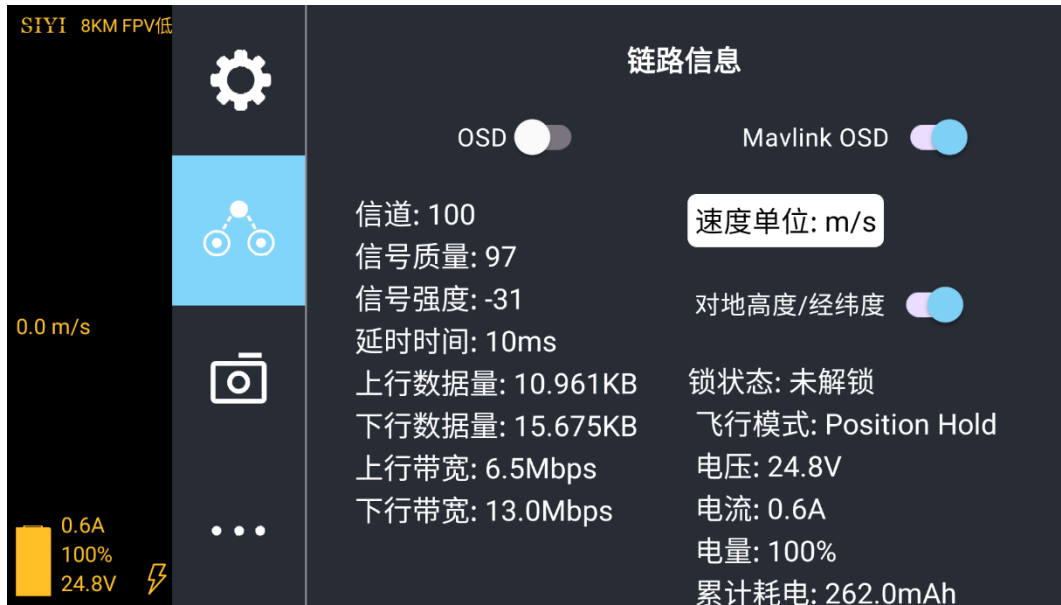 SIYI 8KM FPV低
0.0 m/s
0.6A
100%
24.8V
链路信息
OSD
Mavlink OSD
信道: 100
信号质量: 97
信号强度: -31
延时时间: 10ms
上行数据量: 10.961KB
下行数据量: 15.675KB
上行带宽: 6.5Mbps
下行带宽: 13.0Mbps
速度单位: m/s
对地高度/经纬度
锁状态: 未解锁
飞行模式: Position Hold
电压: 24.8V
电流: 0.6A
电量: 100%
累计耗电: 262.0mAh